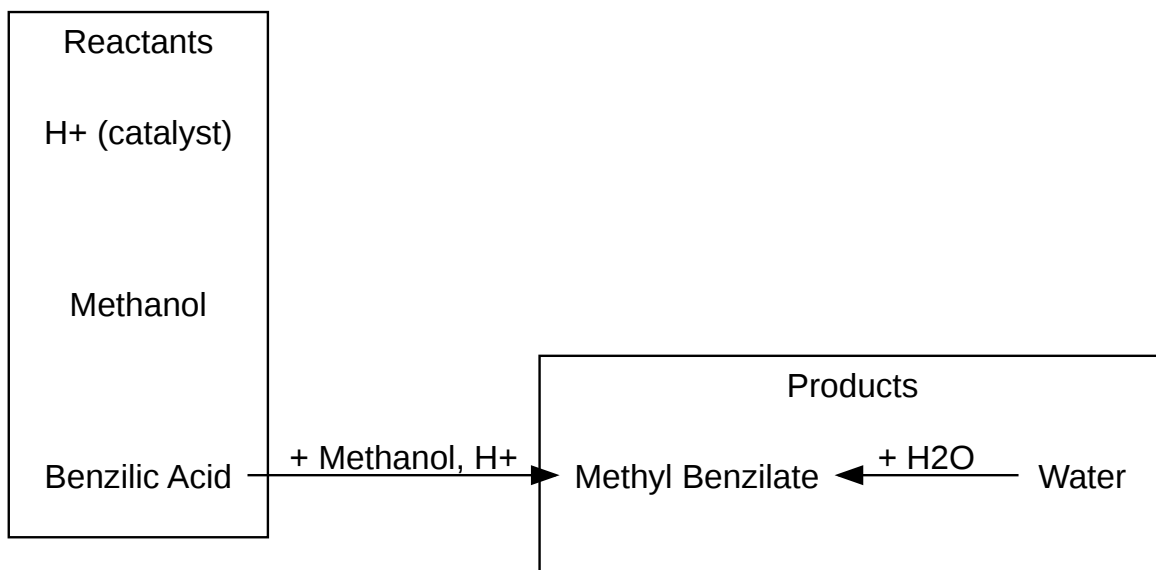 Reactants
H+ (catalyst)
Methanol
Benzilic Acid
+ Methanol, H+
Products
Methyl Benzilate
+ H2O
Water